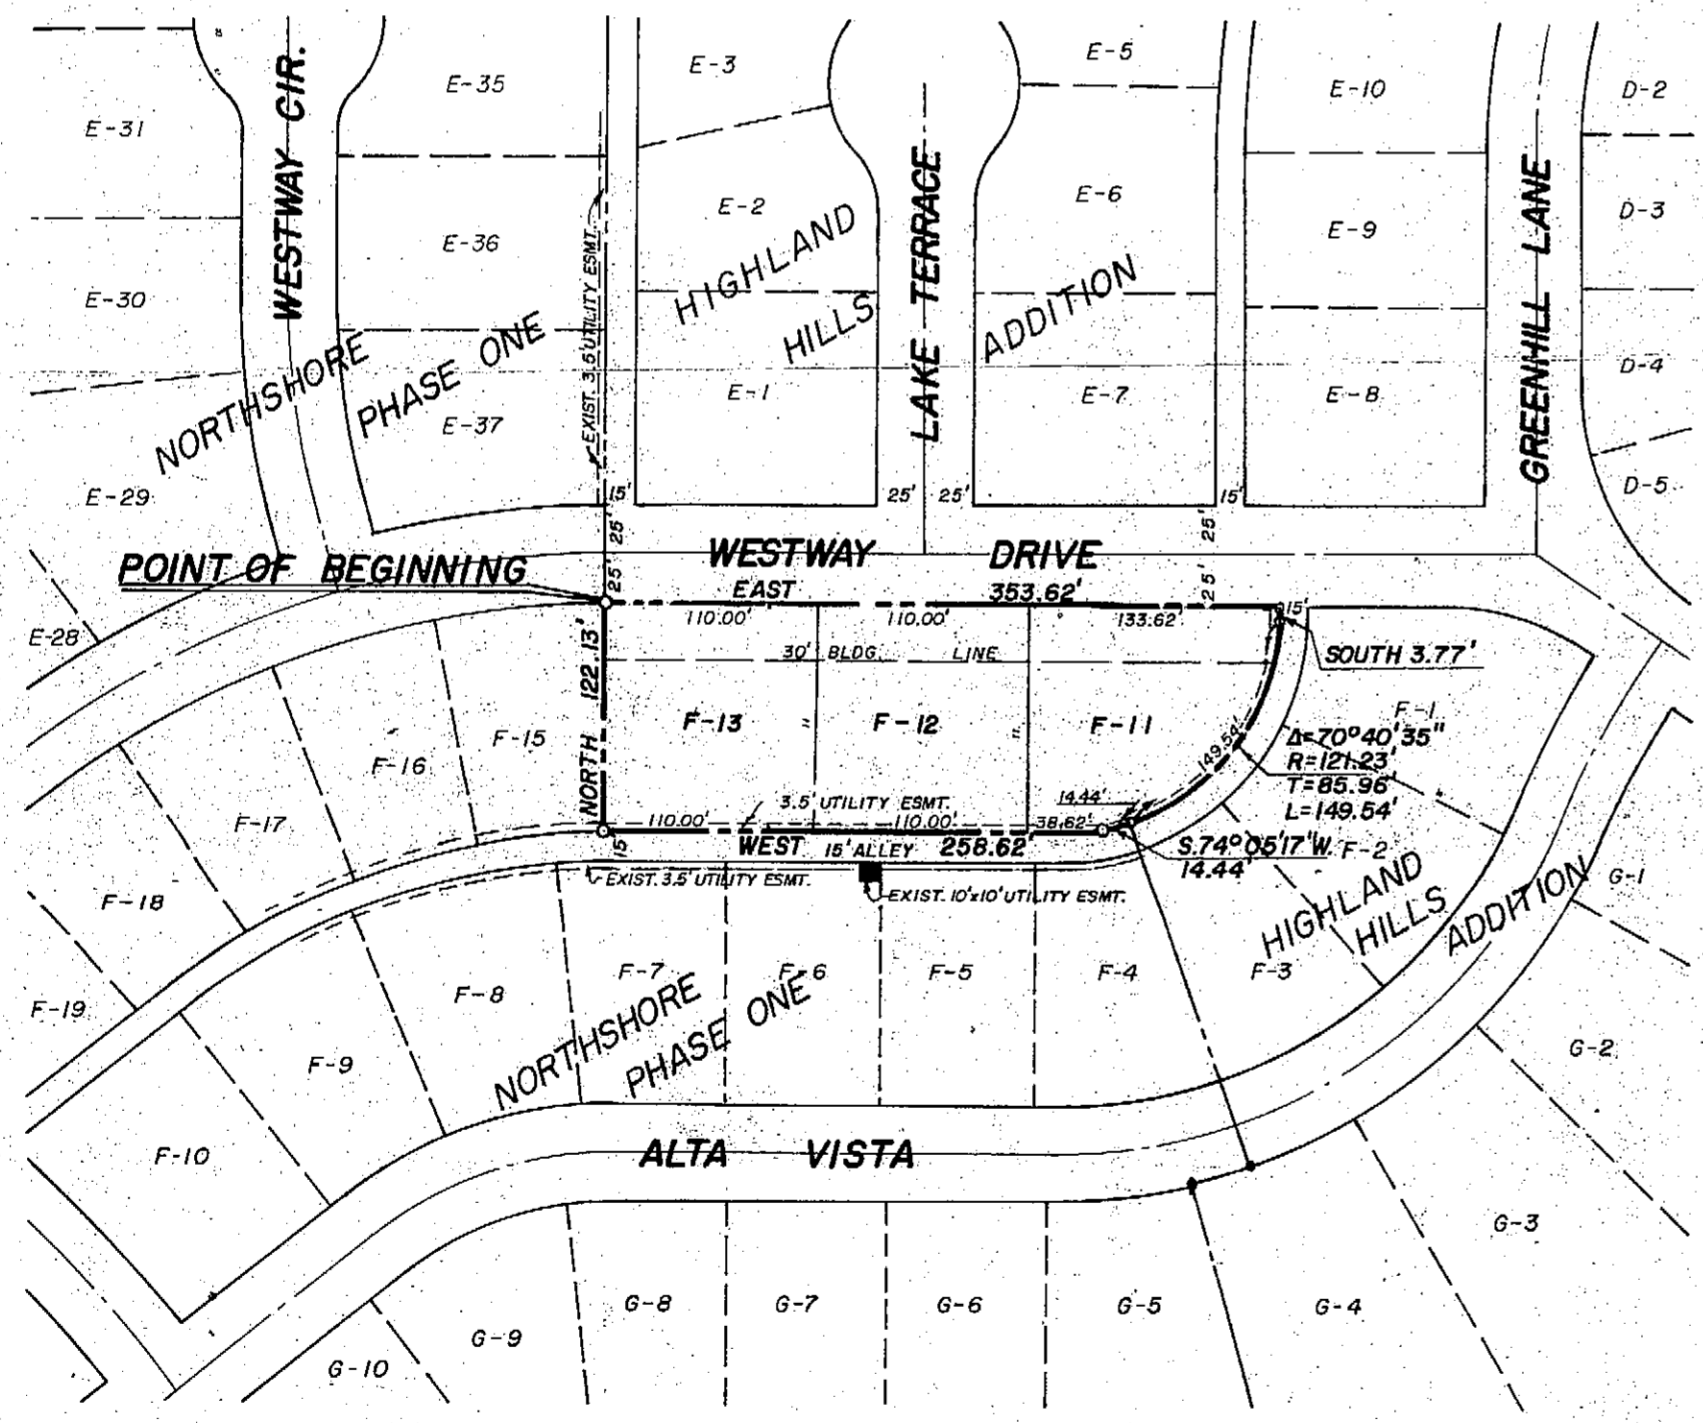 WESTWAY CIR.
E-35
E-3
E-5
E-10
D-2
E-31
E-2
E-6
D-3
E-36
E-9
E-30
HIGHLAND
HILLS
ADDITION
LAKE TERRACE
GREENHILL LANE
EXIST. 3.5' UTILITY ESMT.
NORTHSHORE
PHASE ONE
E-1
E-7
E-8
D-4
E-37
E-29
D-5
15'
25'
25'
15'
25'
25'
WESTWAY DRIVE
POINT OF BEGINNING
25'
EAST
353.62'
25'
110.00'
110.00'
133.62'
15'
E-28
30' BLDG. LINE
SOUTH 3.77'
NORTH 122.13'
F-15
F-13
F-12
F-11
F-1
F-16
149.54'
Δ=70°40'35"
R=121.23'
T=85.96'
L=149.54'
F-17
3.5' UTILITY ESMT.
14.44'
110.00'
110.00'
38.62'
15'
WEST
15' ALLEY
258.62'
S.74°05'17"W.
14.44'
F-2
EXIST. 3.5' UTILITY ESMT.
EXIST. 10'x10' UTILITY ESMT.
F-18
G-1
HIGHLAND
HILLS
ADDITION
F-19
F-8
F-7
F-6
F-5
F-4
F-3
NORTHSHORE
PHASE ONE
F-9
G-2
F-10
ALTA VISTA
G-3
G-8
G-7
G-6
G-5
G-4
G-9
G-10